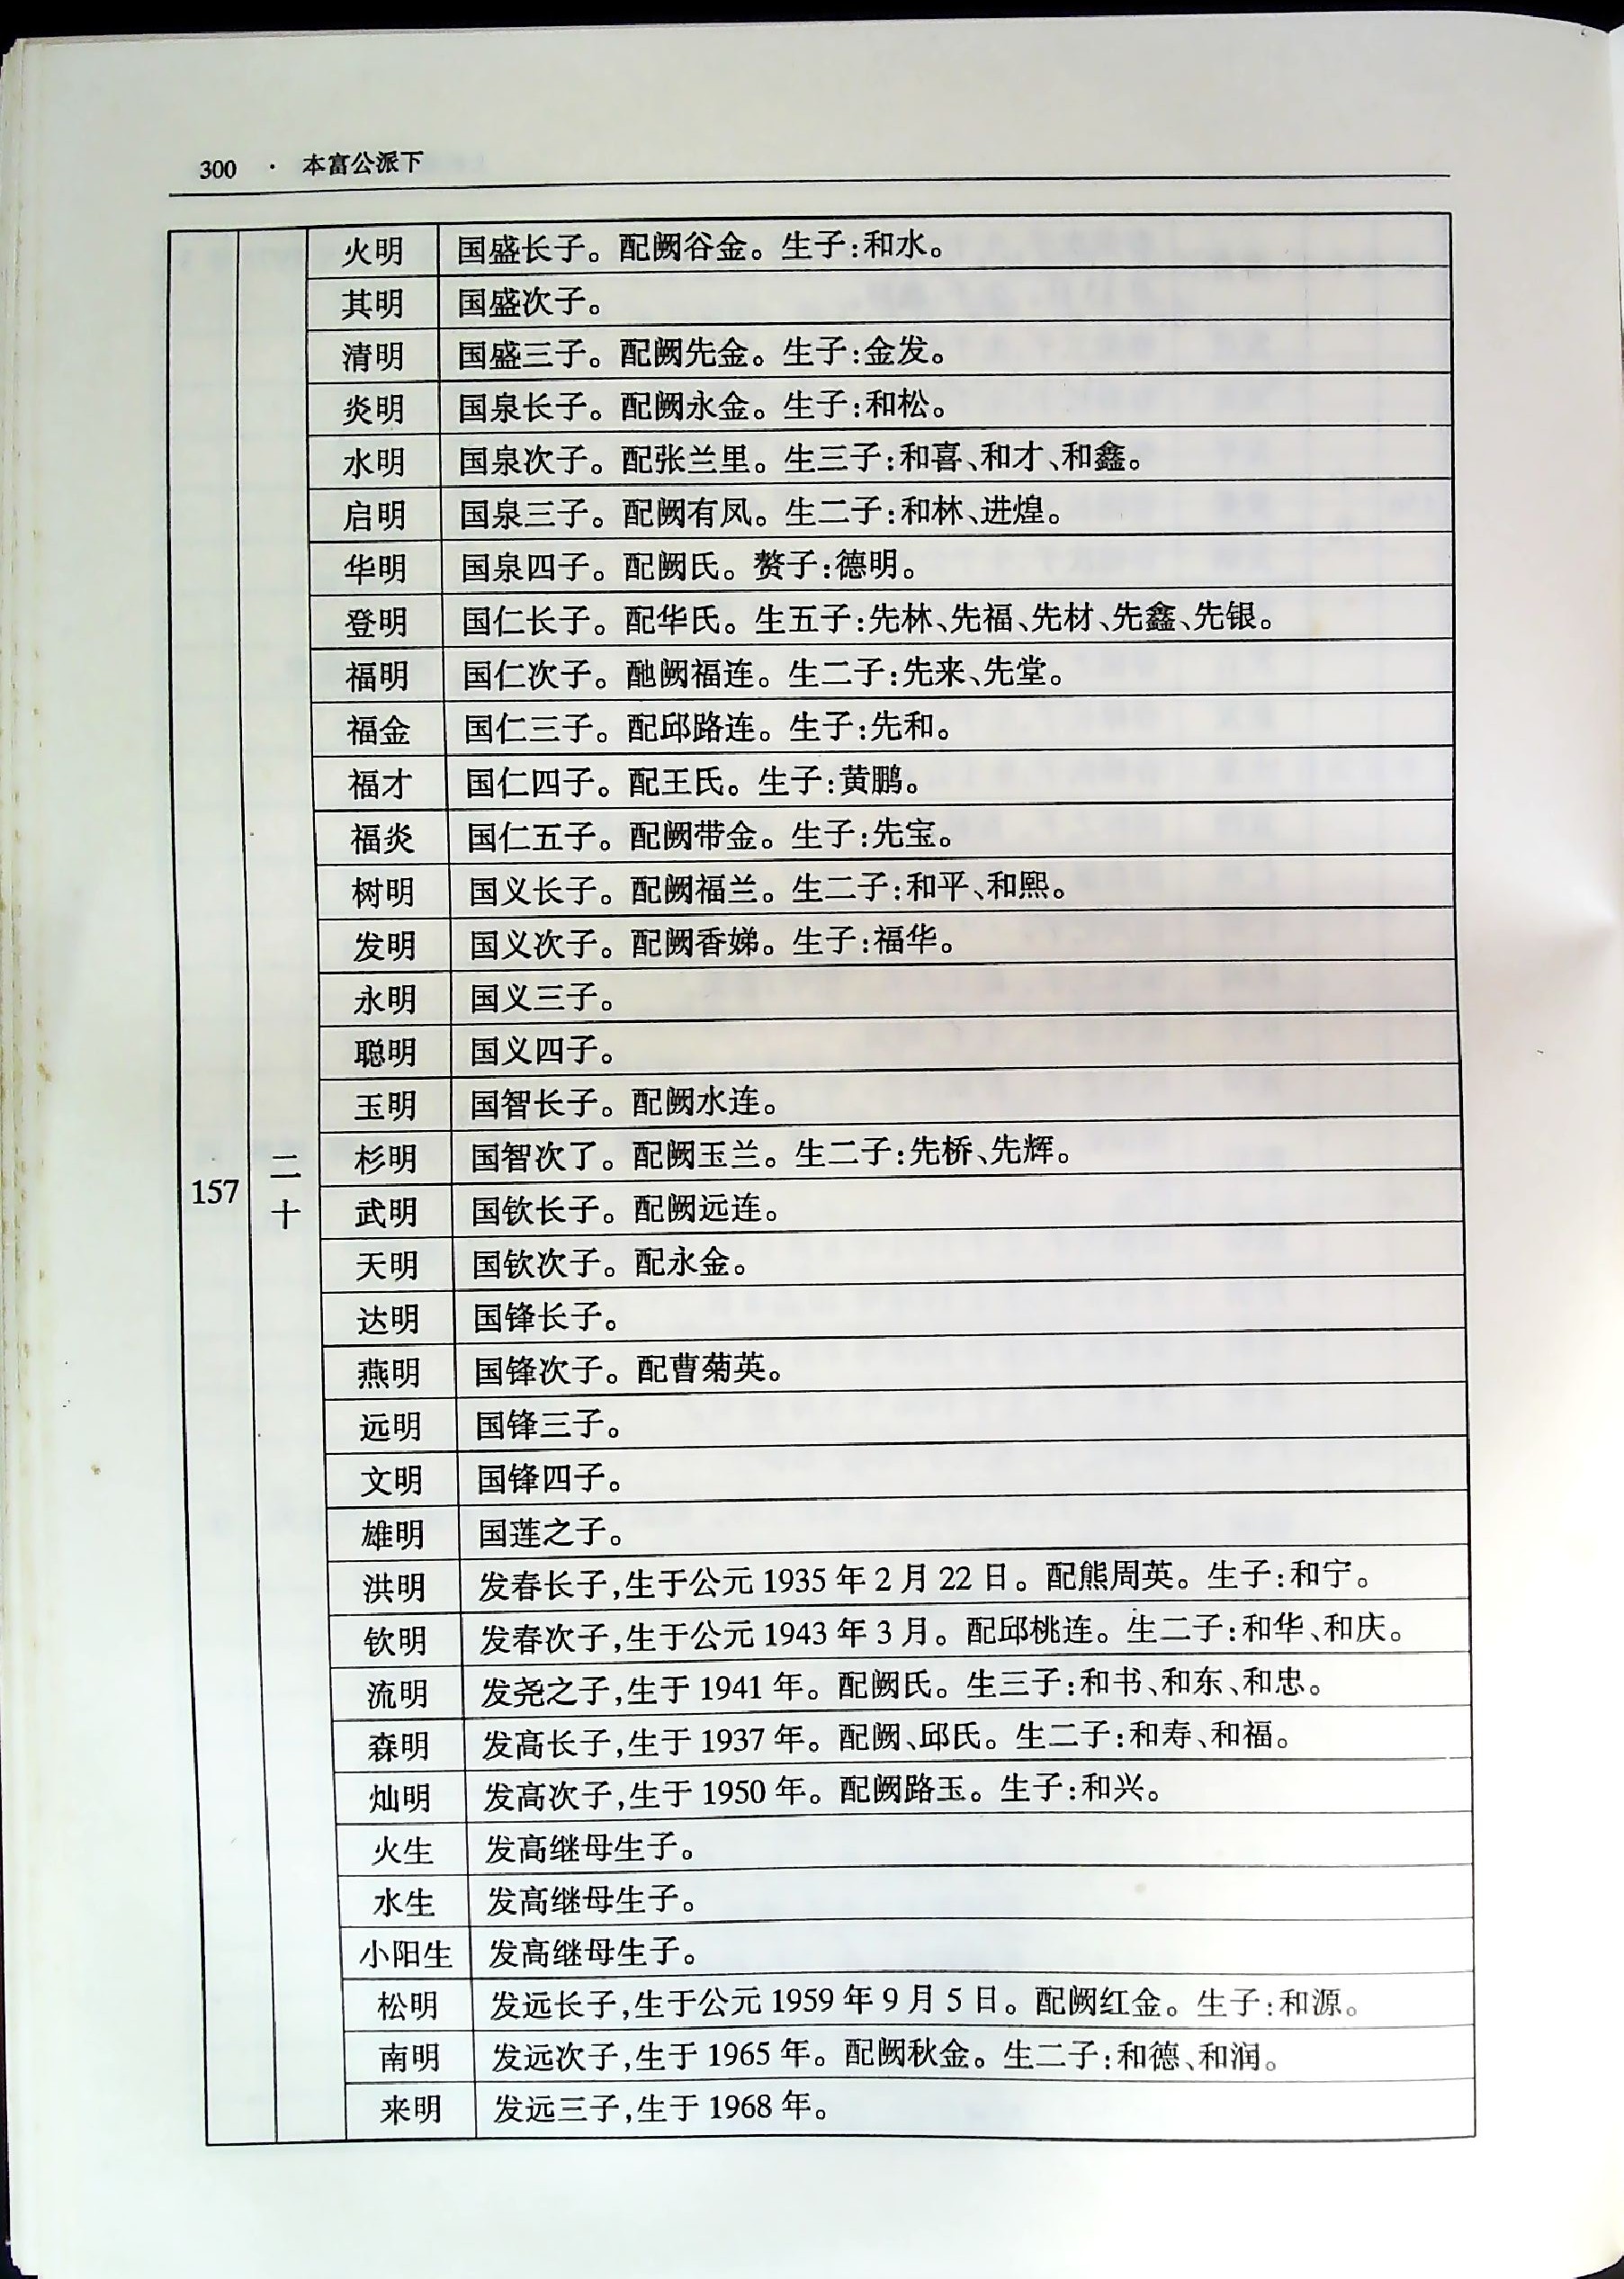 300 · 本富公派下
157
二十
火明 国盛长子。配阙谷金。生子:和水。
其明 国盛次子。
清明 国盛三子。配阙先金。生子:金发。
炎明 国泉长子。配阙永金。生子:和松。
水明 国泉次子。配张兰里。生三子:和喜、和才、和鑫。
启明 国泉三子。配阙有凤。生二子:和林、进煌。
华明 国泉四子。配阙氏。赘子:德明。
登明 国仁长子。配华氏。生五子:先林、先福、先材、先鑫、先银。
福明 国仁次子。酏阙福连。生二子:先来、先堂。
福金 国仁三子。配邱路连。生子:先和。
福才 国仁四子。配王氏。生子:黄鹏。
福炎 国仁五子。配阙带金。生子:先宝。
树明 国义长子。配阙福兰。生二子:和平、和熙。
发明 国义次子。配阙香娣。生子:福华。
永明 国义三子。
聪明 国义四子。
玉明 国智长子。配阙水连。
杉明 国智次了。配阙玉兰。生二子:先桥、先辉。
武明 国钦长子。配阙远连。
天明 国钦次子。配永金。
达明 国锋长子。
燕明 国锋次子。配曹菊英。
远明 国锋三子。
文明 国锋四子。
雄明 国莲之子。
洪明 发春长子,生于公元 1935 年 2 月 22 日。配熊周英。生子:和宁。
钦明 发春次子,生于公元 1943 年 3 月。配邱桃连。生二子:和华、和庆。
流明 发尧之子,生于 1941 年。配阙氏。生三子:和书、和东、和忠。
森明 发高长子,生于 1937 年。配阙、邱氏。生二子:和寿、和福。
灿明 发高次子,生于 1950 年。配阙路玉。生子:和兴。
火生 发高继母生子。
水生 发高继母生子。
小阳生 发高继母生子。
松明 发远长子,生于公元 1959 年 9 月 5 日。配阙红金。生子:和源。
南明 发远次子,生于 1965 年。配阙秋金。生二子:和德、和润。
来明 发远三子,生于 1968 年。